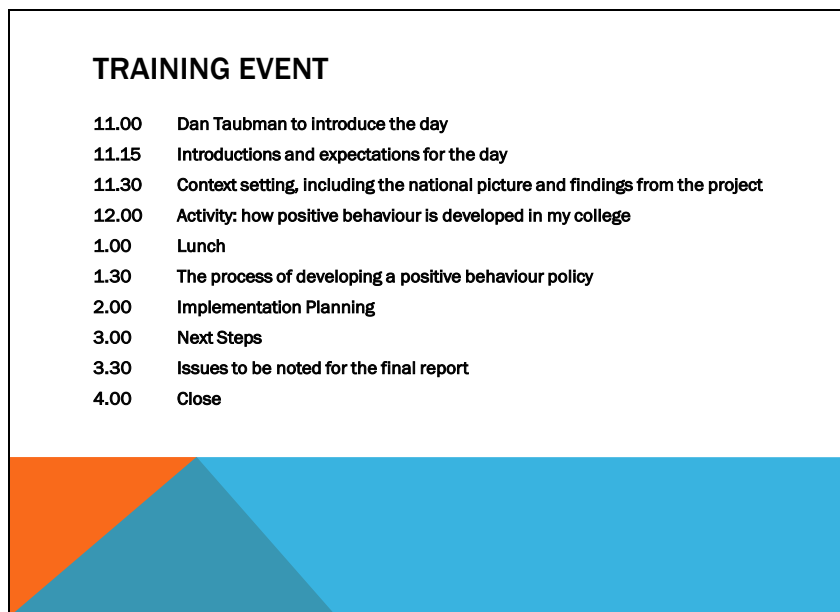 TRAINING EVENT
11.00 Dan Taubman to introduce the day
11.15 Introductions and expectations for the day
11.30 Context setting, including the national picture and findings from the project
12.00 Activity: how positive behaviour is developed in my college
1.00 Lunch
1.30 The process of developing a positive behaviour policy
2.00 Implementation Planning
3.00 Next Steps
3.30 Issues to be noted for the final report
4.00 Close